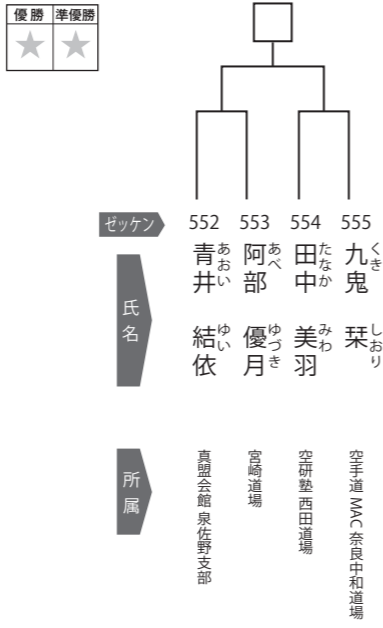 優勝 準優勝
ゼッケン 552 553 554 555
氏名
青井 結依
あおい ゆい
阿部 優月
あべ ゆづき
田中 美羽
たなか みわ
九鬼 栞
くき しおり
所属
真盟会館 泉佐野支部
宮崎道場
空研塾 西田道場
空手道 MAC 奈良中和道場